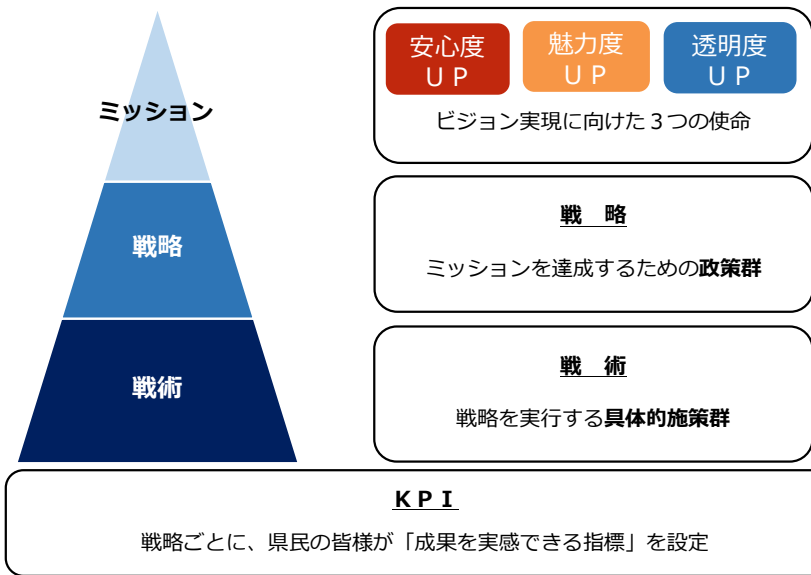 ミッション
戦略
戦術
安心度
ＵＰ
魅力度
ＵＰ
透明度
ＵＰ
ビジョン実現に向けた３つの使命
戦　略
ミッションを達成するための政策群
戦　術
戦略を実行する具体的施策群
ＫＰＩ
戦略ごとに、県民の皆様が「成果を実感できる指標」を設定